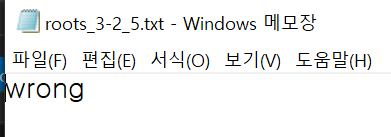 roots_3-2_5.txt - Windows 메모장
파일(F) 편집(E) 서식(O) 보기(V) 도움말(H)
wrong